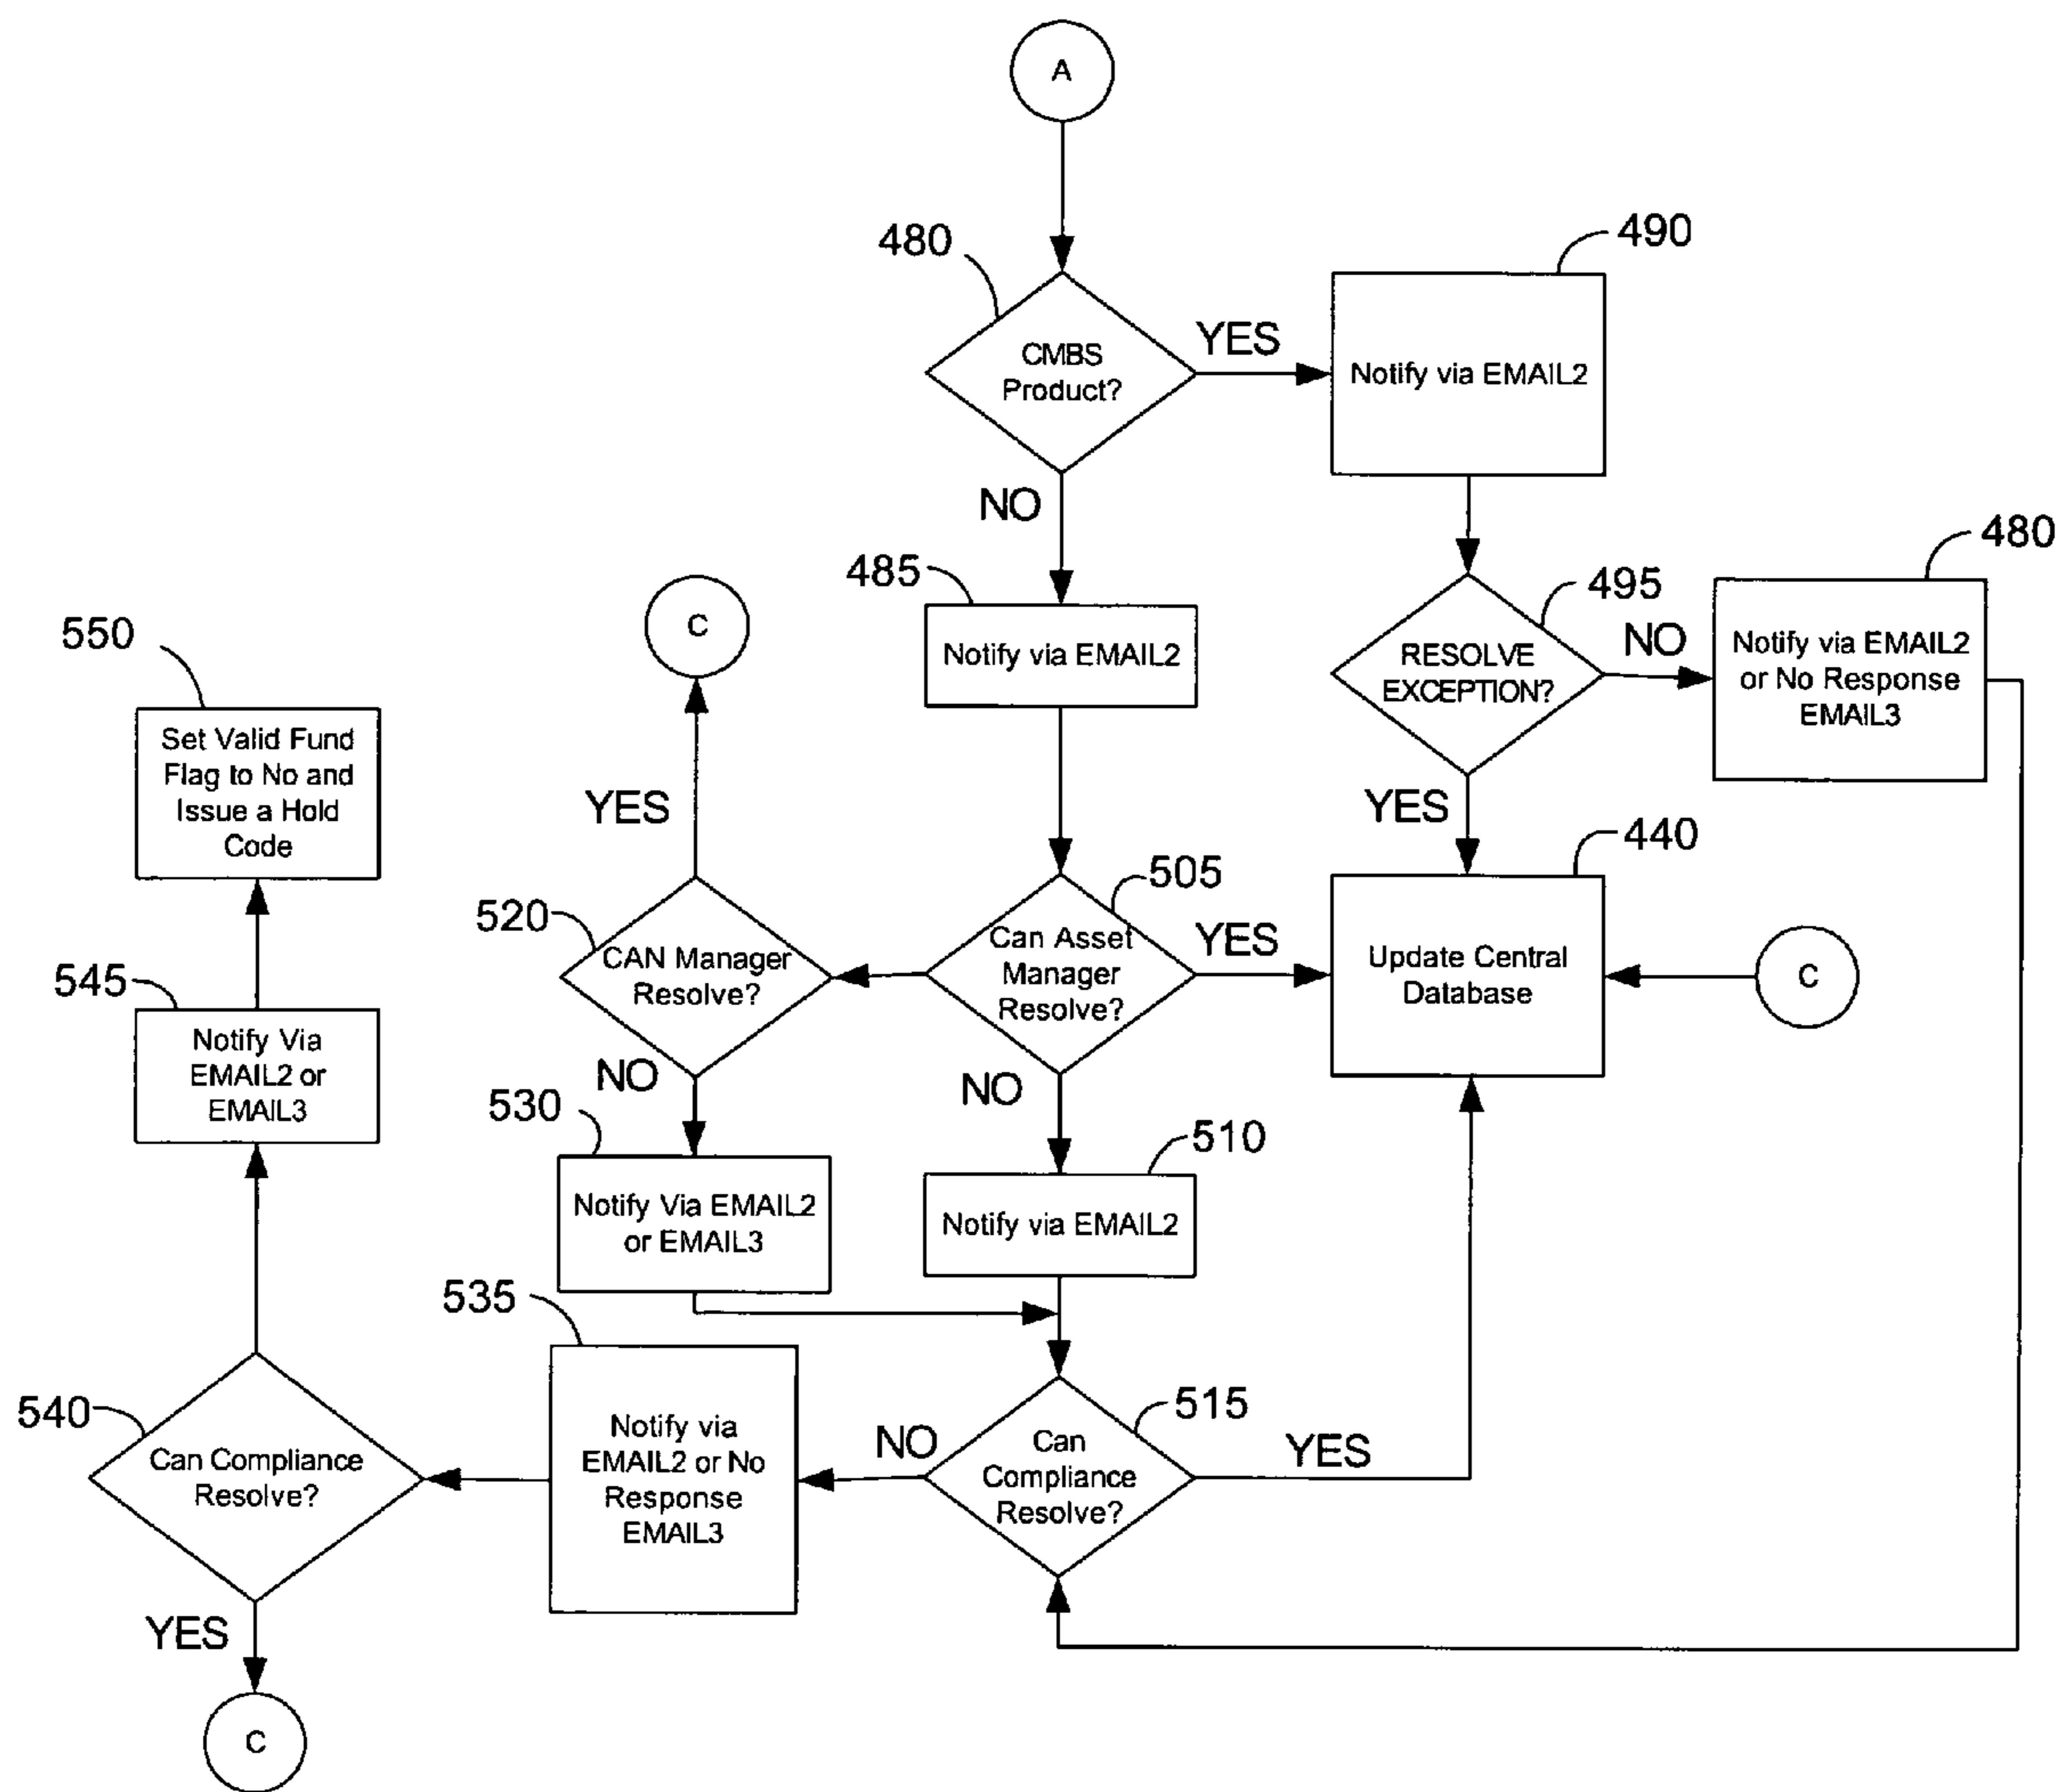 A
480
CMBS
Product?
YES
NO
490
Notify via EMAIL2
485
Notify via EMAIL2
495
RESOLVE
EXCEPTION?
NO
YES
480
Notify via EMAIL2
or No Response
EMAIL3
C
550
Set Valid Fund
Flag to No and
Issue a Hold
Code
YES
520
CAN Manager
Resolve?
NO
505
Can Asset
Manager
Resolve?
YES
NO
440
Update Central
Database
C
545
Notify Via
EMAIL2 or
EMAIL3
530
Notify Via EMAIL2
or EMAIL3
510
Notify via EMAIL2
535
Notify via
EMAIL2 or No
Response
EMAIL3
NO
515
Can
Compliance
Resolve?
YES
540
Can Compliance
Resolve?
YES
C